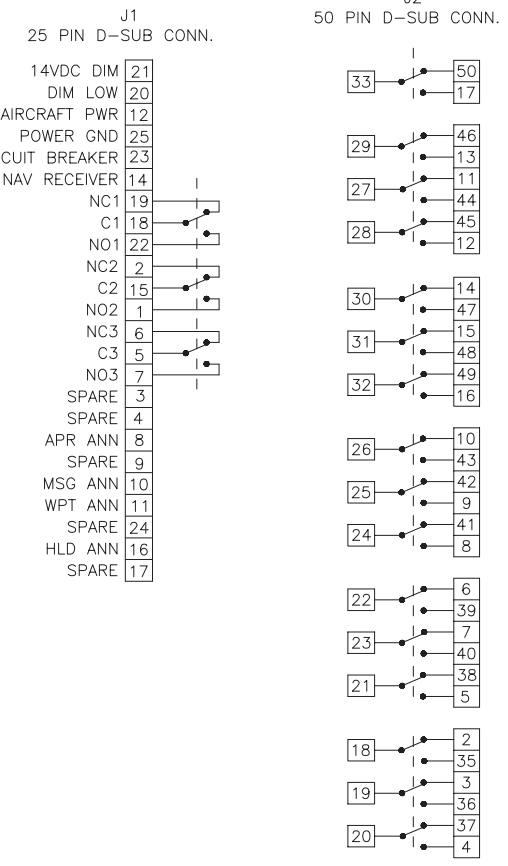 J1
25 PIN D-SUB CONN.
14VDC DIM 21
DIM LOW 20
AIRCRAFT PWR 12
POWER GND 25
CUIT BREAKER 23
NAV RECEIVER 14
NC1 19
C1 18
NO1 22
NC2 2
C2 15
NO2 1
NC3 6
C3 5
NO3 7
SPARE 3
SPARE 4
APR ANN 8
SPARE 9
MSG ANN 10
WPT ANN 11
SPARE 24
HLD ANN 16
SPARE 17
J2
50 PIN D-SUB CONN.
33 50
17
29 46
13
27 11
44
28 45
12
30 14
47
31 15
48
32 49
16
26 10
43
25 42
9
24 41
8
22 6
39
23 7
40
21 38
5
18 2
35
19 3
36
20 37
4